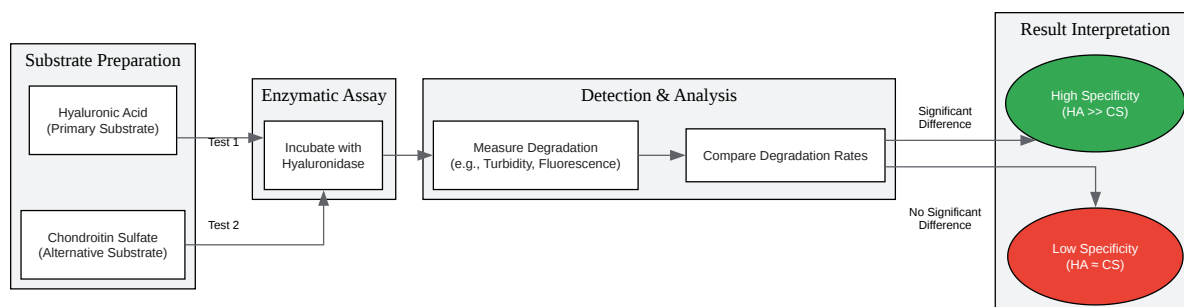 Substrate Preparation
Hyaluronic Acid
(Primary Substrate)
Chondroitin Sulfate
(Alternative Substrate)
Test 1
Test 2
Enzymatic Assay
Incubate with
Hyaluronidase
Detection & Analysis
Measure Degradation
(e.g., Turbidity, Fluorescence)
Compare Degradation Rates
Significant
Difference
No Significant
Difference
Result Interpretation
High Specificity
(HA >> CS)
Low Specificity
(HA ≈ CS)